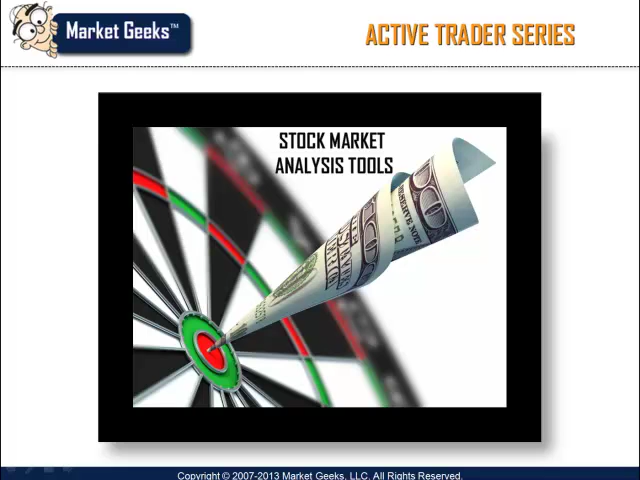 Market Geeks™
ACTIVE TRADER SERIES
STOCK MARKET
ANALYSIS TOOLS
Copyright © 2007-2013 Market Geeks, LLC. All Rights Reserved.